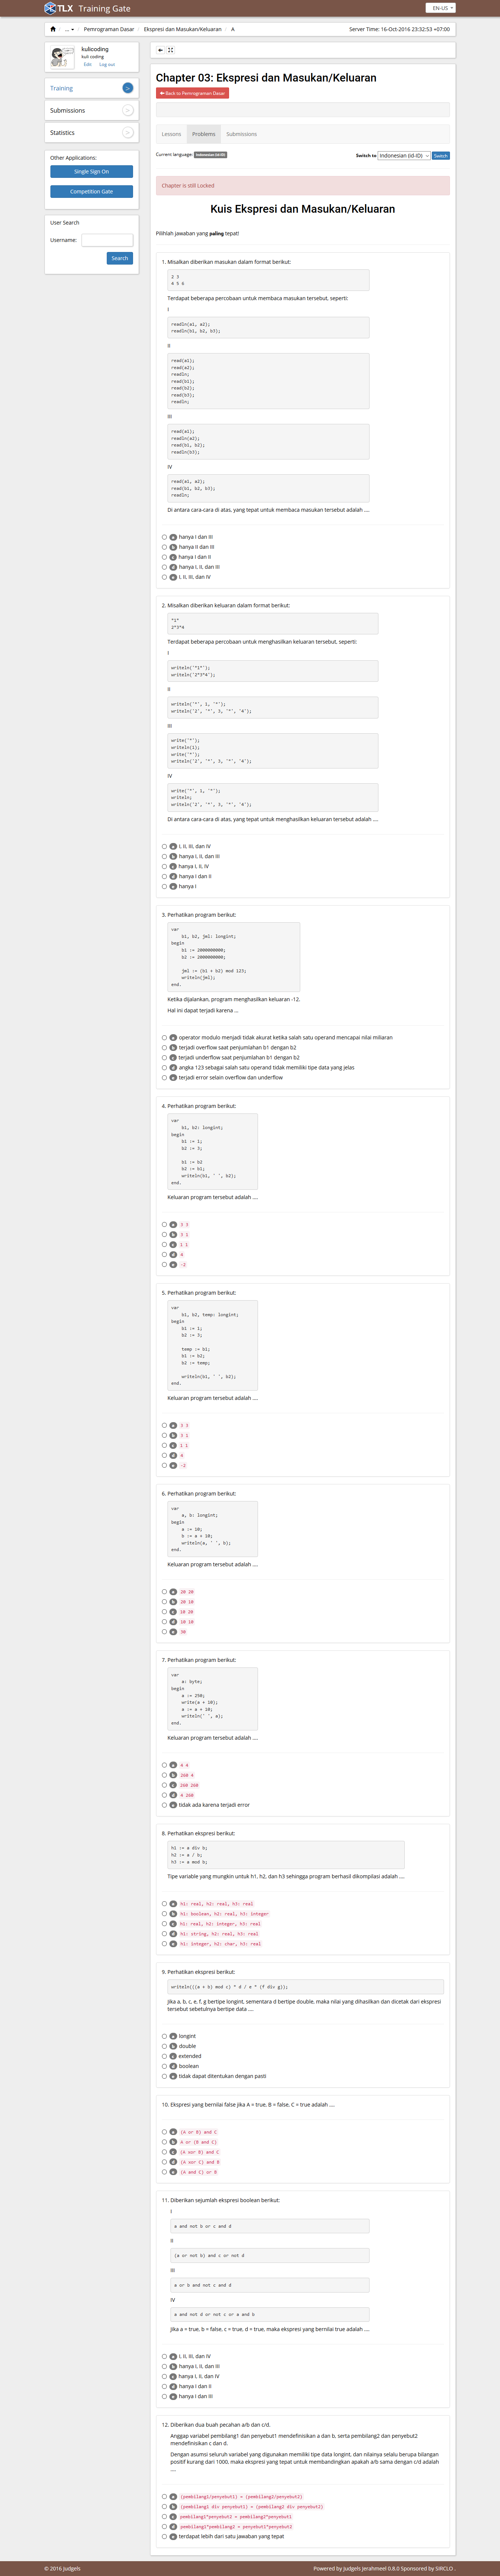 TLX Training Gate
EN-US
... Pemrograman Dasar / Ekspresi dan Masukan/Keluaran / A
Server Time: 16-Oct-2016 23:32:53 +07:00
kulicoding
kuli coding
Edit Log out
Training
Submissions
Statistics
Other Applications:
Single Sign On
Competition Gate
User Search
Username:
Search
Chapter 03: Ekspresi dan Masukan/Keluaran
Back to Pemrograman Dasar
Lessons Problems Submissions
Current language: Indonesian (id-ID)
Switch to Indonesian (id-ID) Switch
Chapter is still Locked
Kuis Ekspresi dan Masukan/Keluaran
Pilihlah jawaban yang paling tepat!
1. Misalkan diberikan masukan dalam format berikut:
2 3
4 5 6
Terdapat beberapa percobaan untuk membaca masukan tersebut, seperti:
I
readln(a1, a2);
readln(b1, b2, b3);
II
read(a1);
read(a2);
readln;
read(b1);
read(b2);
read(b3);
readln;
III
read(a1);
readln(a2);
read(b1, b2);
readln(b3);
IV
read(a1, a2);
read(b1, b2, b3);
readln;
Di antara cara-cara di atas, yang tepat untuk membaca masukan tersebut adalah ....
a hanya I dan III
b hanya II dan III
c hanya I dan II
d hanya I, II, dan III
e I, II, III, dan IV
2. Misalkan diberikan keluaran dalam format berikut:
*1*
2*3*4
Terdapat beberapa percobaan untuk menghasilkan keluaran tersebut, seperti:
I
writeln('*1*');
writeln('2*3*4');
II
writeln('*', 1, '*');
writeln('2', '*', 3, '*', '4');
III
write('*');
writeln(1);
write('*');
writeln('2', '*', 3, '*', '4');
IV
write('*', 1, '*');
writeln;
writeln('2', '*', 3, '*', '4');
Di antara cara-cara di atas, yang tepat untuk menghasilkan keluaran tersebut adalah ....
a I, II, III, dan IV
b hanya I, II, dan III
c hanya I, II, IV
d hanya I dan II
e hanya I
3. Perhatikan program berikut:
var
b1, b2, jml: longint;
begin
b1 := 2000000000;
b2 := 2000000000;
jml := (b1 + b2) mod 123;
writeln(jml);
end.
Ketika dijalankan, program menghasilkan keluaran -12.
Hal ini dapat terjadi karena ...
a operator modulo menjadi tidak akurat ketika salah satu operand mencapai nilai miliaran
b terjadi overflow saat penjumlahan b1 dengan b2
c terjadi underflow saat penjumlahan b1 dengan b2
d angka 123 sebagai salah satu operand tidak memiliki tipe data yang jelas
e terjadi error selain overflow dan underflow
4. Perhatikan program berikut:
var
b1, b2: longint;
begin
b1 := 1;
b2 := 3;
b1 := b2
b2 := b1;
writeln(b1, ' ', b2);
end.
Keluaran program tersebut adalah ....
a 3 3
b 3 1
c 1 1
d 4
e -2
5. Perhatikan program berikut:
var
b1, b2, temp: longint;
begin
b1 := 1;
b2 := 3;
temp := b1;
b1 := b2;
b2 := temp;
writeln(b1, ' ', b2);
end.
Keluaran program tersebut adalah ....
a 3 3
b 3 1
c 1 1
d 4
e -2
6. Perhatikan program berikut:
var
a, b: longint;
begin
a := 10;
b := a + 10;
writeln(a, ' ', b);
end.
Keluaran program tersebut adalah ....
a 20 20
b 20 10
c 10 20
d 10 10
e 30
7. Perhatikan program berikut:
var
a: byte;
begin
a := 250;
write(a + 10);
a := a + 10;
writeln(' ', a);
end.
Keluaran program tersebut adalah ....
a 4 4
b 260 4
c 260 260
d 4 260
e tidak ada karena terjadi error
8. Perhatikan ekspresi berikut:
h1 := a div b;
h2 := a / b;
h3 := a mod b;
Tipe variable yang mungkin untuk h1, h2, dan h3 sehingga program berhasil dikompilasi adalah ....
a h1: real, h2: real, h3: real
b h1: boolean, h2: real, h3: integer
c h1: real, h2: integer, h3: real
d h1: string, h2: real, h3: real
e h1: integer, h2: char, h3: real
9. Perhatikan ekspresi berikut:
writeln(((a + b) mod c) * d / e * (f div g));
Jika a, b, c, e, f, g bertipe longint, sementara d bertipe double, maka nilai yang dihasilkan dan dicetak dari ekspresi
tersebut sebetulnya bertipe data ....
a longint
b double
c extended
d boolean
e tidak dapat ditentukan dengan pasti
10. Ekspresi yang bernilai false jika A = true, B = false, C = true adalah ....
a (A or B) and C
b A or (B and C)
c (A xor B) and C
d (A xor C) and B
e (A and C) or B
11. Diberikan sejumlah ekspresi boolean berikut:
I
a and not b or c and d
II
(a or not b) and c or not d
III
a or b and not c and d
IV
a and not d or not c or a and b
Jika a = true, b = false, c = true, d = true, maka ekspresi yang bernilai true adalah ....
a I, II, III, dan IV
b hanya I, II, dan III
c hanya I, II, dan IV
d hanya I dan II
e hanya I dan III
12. Diberikan dua buah pecahan a/b dan c/d.
Anggap variabel pembilang1 dan penyebut1 mendefinisikan a dan b, serta pembilang2 dan penyebut2
mendefinisikan c dan d.
Dengan asumsi seluruh variabel yang digunakan memiliki tipe data longint, dan nilainya selalu berupa bilangan
positif kurang dari 1000, maka ekspresi yang tepat untuk membandingkan apakah a/b sama dengan c/d adalah
....
a (pembilang1/penyebut1) = (pembilang2/penyebut2)
b (pembilang1 div penyebut1) = (pembilang2 div penyebut2)
c pembilang1*penyebut2 = pembilang2*penyebut1
d pembilang1*pembilang2 = penyebut1*penyebut2
e terdapat lebih dari satu jawaban yang tepat
© 2016 Judgels
Powered by Judgels Jerahmeel 0.8.0 Sponsored by SIRCLO .